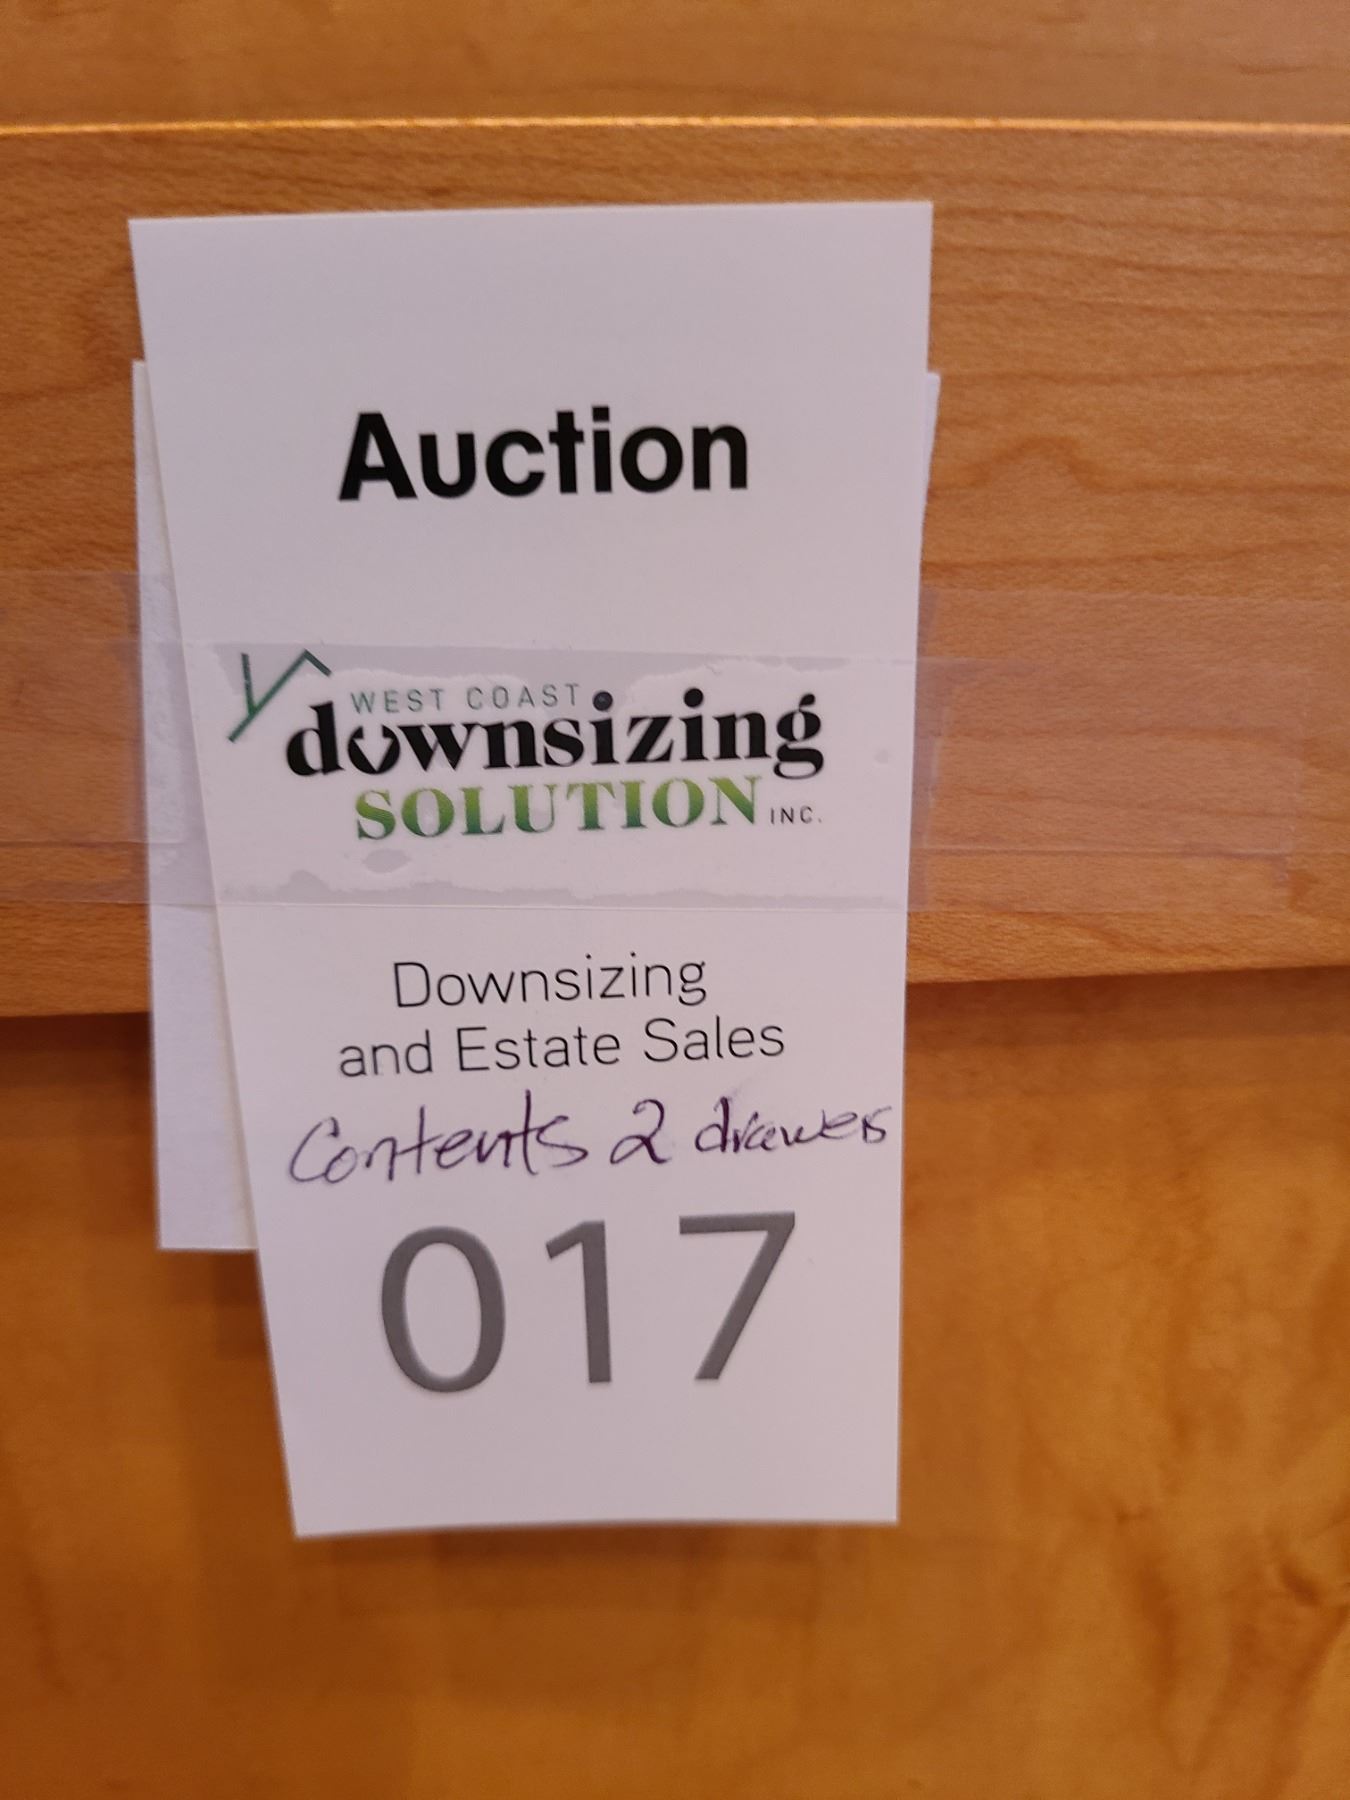 Auction
WEST COAST
downsizing
SOLUTION INC.
Downsizing
and Estate Sales
Contents 2 drawers
017